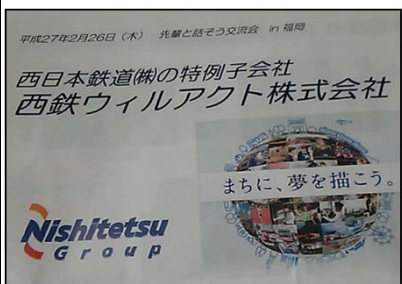 平成27年2月26日（木） 先輩と話そう交流会 in 福岡
西日本鉄道㈱の特例子会社
西鉄ウィルアクト株式会社
まちに、夢を描こう。
Nishitetsu
Group